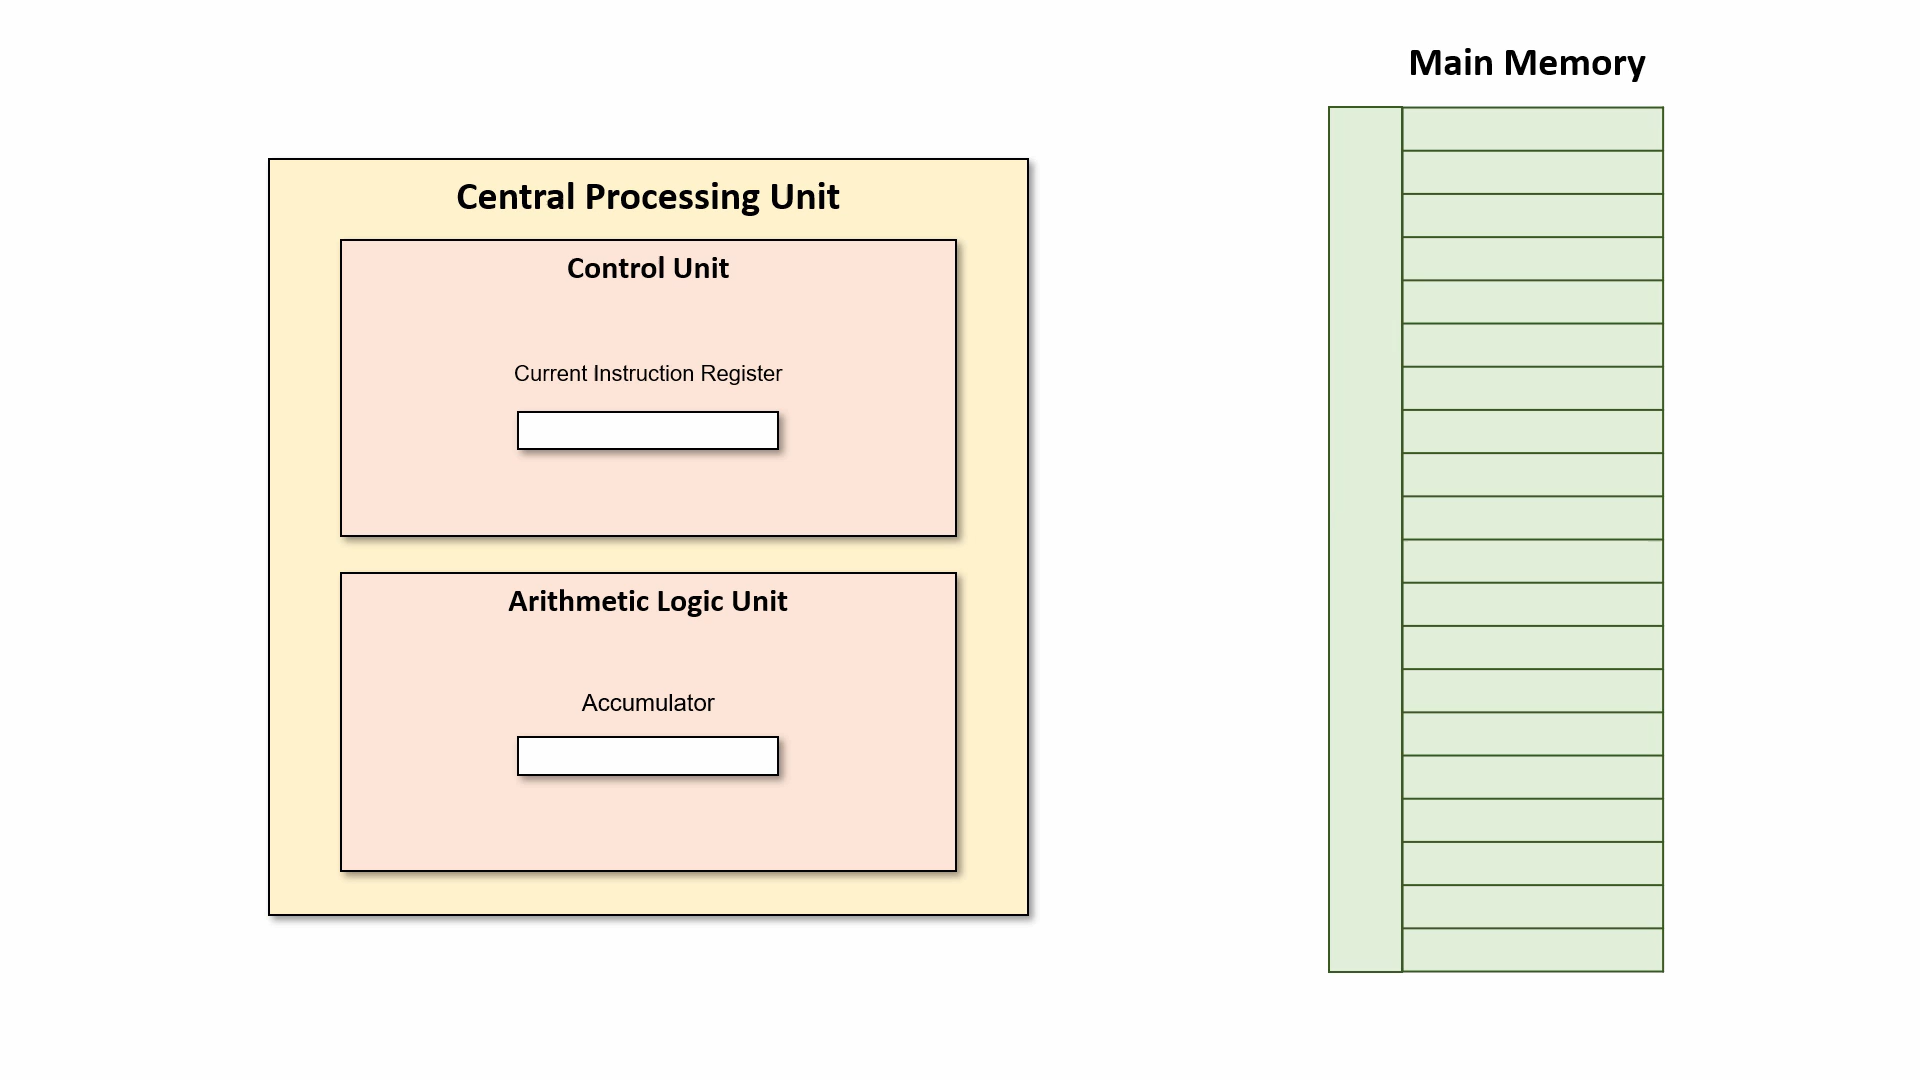 Main Memory
Central Processing Unit
Control Unit
Current Instruction Register
Arithmetic Logic Unit
Accumulator